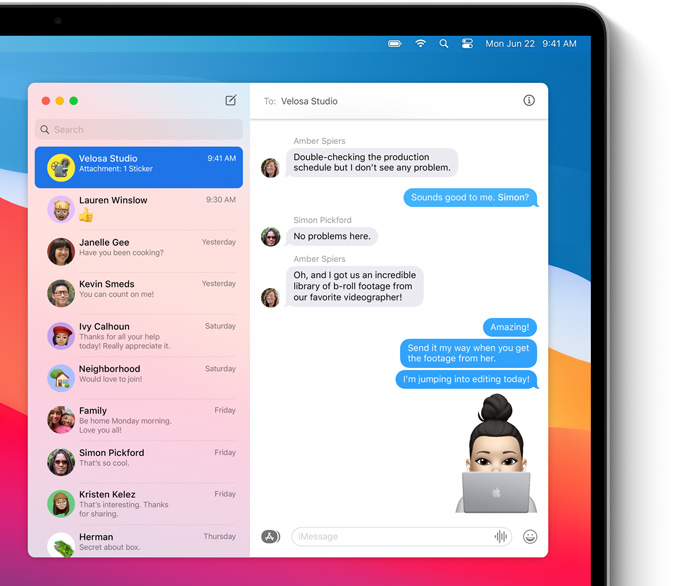 Mon Jun 22 9:41 AM
Search
Velosa Studio 9:41 AM
Attachment: 1 Sticker
Lauren Winslow 9:30 AM
👍
Janelle Gee Yesterday
Have you been cooking?
Kevin Smeds Yesterday
You can count on me!
Ivy Calhoun Saturday
Thanks for all your help
today! Really appreciate it.
Neighborhood Saturday
Would love to join!
Family Friday
Be home Monday morning.
Love you all!
Simon Pickford Friday
That's so cool.
Kristen Kelez Friday
That's interesting. Thanks
for sharing.
Herman Thursday
Secret about box.
To: Velosa Studio
Amber Spiers
Double-checking the production
schedule but I don't see any problem.
Sounds good to me. Simon?
Simon Pickford
No problems here.
Amber Spiers
Oh, and I got us an incredible
library of b-roll footage from
our favorite videographer!
Amazing!
Send it my way when you get
the footage from her.
I'm jumping into editing today!
iMessage